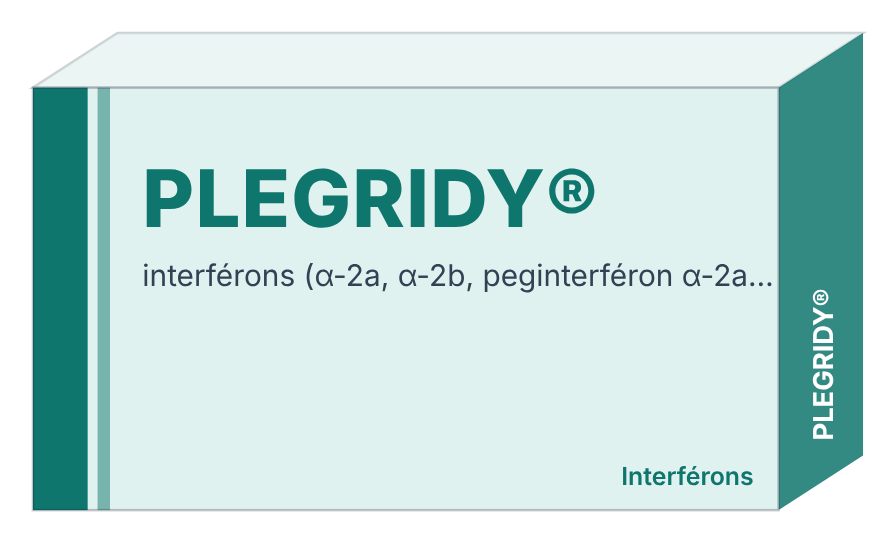 PLEGRIDY®
interférons (α-2a, α-2b, peginterféron α-2a...
Interférons
PLEGRIDY®